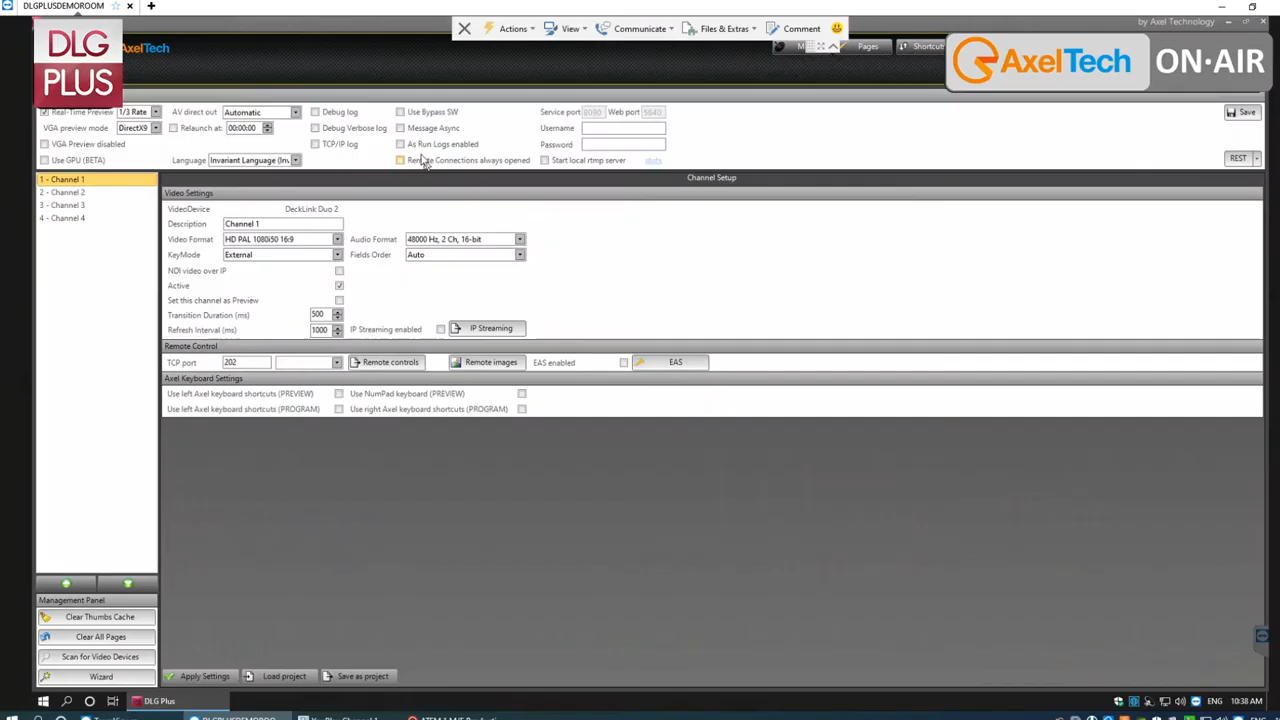 DLGPLUSDEMOROOM
Actions
View
Communicate
Files & Extras
Comment
by Axel Technology
DLG
PLUS
AxelTech
Pages
Shortcuts
AxelTech
ON·AIR
Real-Time Preview
1/3 Rate
AV direct out
Automatic
Debug log
Use Bypass SW
Service port
8090
Web port
5640
Save
VGA preview mode
DirectX9
Relaunch at:
00:00:00
Debug Verbose log
Message Async
Username
VGA Preview disabled
TCP/IP log
As Run Logs enabled
Password
Use GPU (BETA)
Language
Invariant Language (Inv
Remote Connections always opened
Start local rtmp server
stats
REST
1 - Channel 1
2 - Channel 2
3 - Channel 3
4 - Channel 4
Channel Setup
Video Settings
VideoDevice
DeckLink Duo 2
Description
Channel 1
Video Format
HD PAL 1080i50 16:9
Audio Format
48000 Hz, 2 Ch, 16-bit
KeyMode
External
Fields Order
Auto
NDI video over IP
Active
Set this channel as Preview
Transition Duration (ms)
500
Refresh Interval (ms)
1000
IP Streaming enabled
IP Streaming
Remote Control
TCP port
202
Remote controls
Remote images
EAS enabled
EAS
Axel Keyboard Settings
Use left Axel keyboard shortcuts (PREVIEW)
Use NumPad keyboard (PREVIEW)
Use left Axel keyboard shortcuts (PROGRAM)
Use right Axel keyboard shortcuts (PROGRAM)
Management Panel
Clear Thumbs Cache
Clear All Pages
Scan for Video Devices
Wizard
Apply Settings
Load project
Save as project
DLG Plus
ENG
10:38 AM